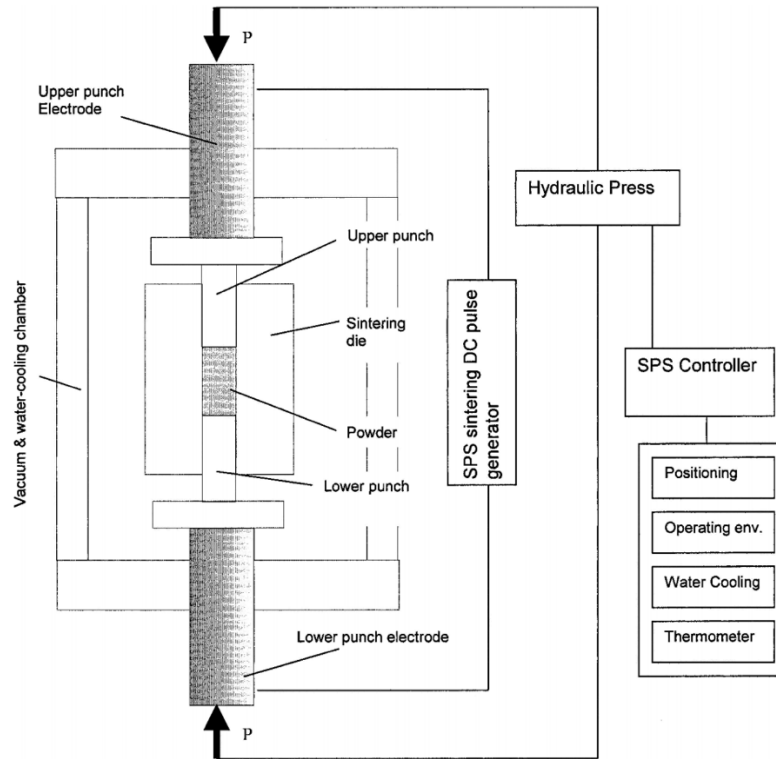 P
Upper punch
Electrode
Hydraulic Press
Upper punch
Sintering
die
SPS sintering DC pulse
generator
SPS Controller
Vacuum & water-cooling chamber
Powder
Lower punch
Positioning
Operating env.
Water Cooling
Thermometer
Lower punch electrode
P